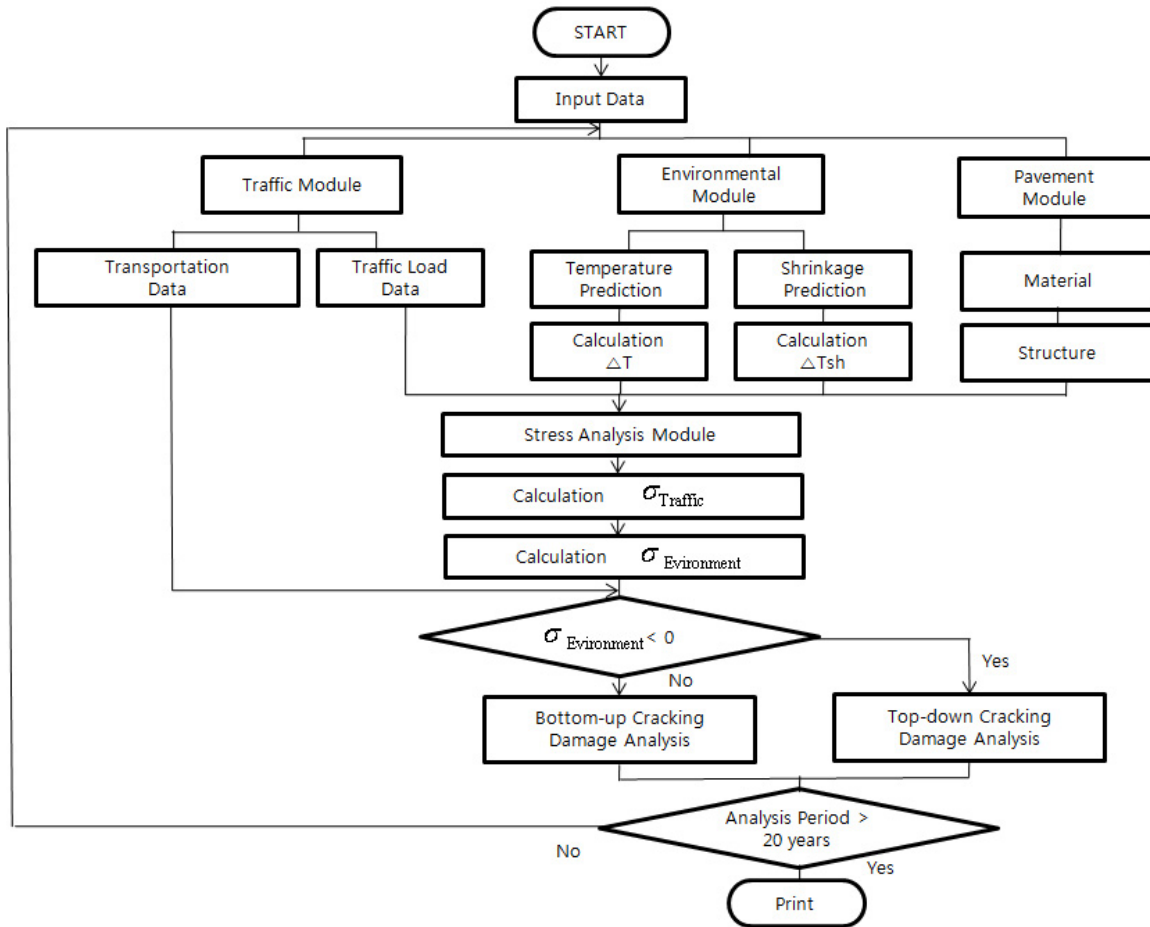 START
Input Data
Traffic Module
Environmental
Module
Pavement
Module
Transportation
Data
Traffic Load
Data
Temperature
Prediction
Shrinkage
Prediction
Material
Calculation
△T
Calculation
△Tsh
Structure
Stress Analysis Module
Calculation σTraffic
Calculation σ Evironment
σ Evironment < 0
Yes
No
Bottom-up Cracking
Damage Analysis
Top-down Cracking
Damage Analysis
Analysis Period >
20 years
No
Yes
Print